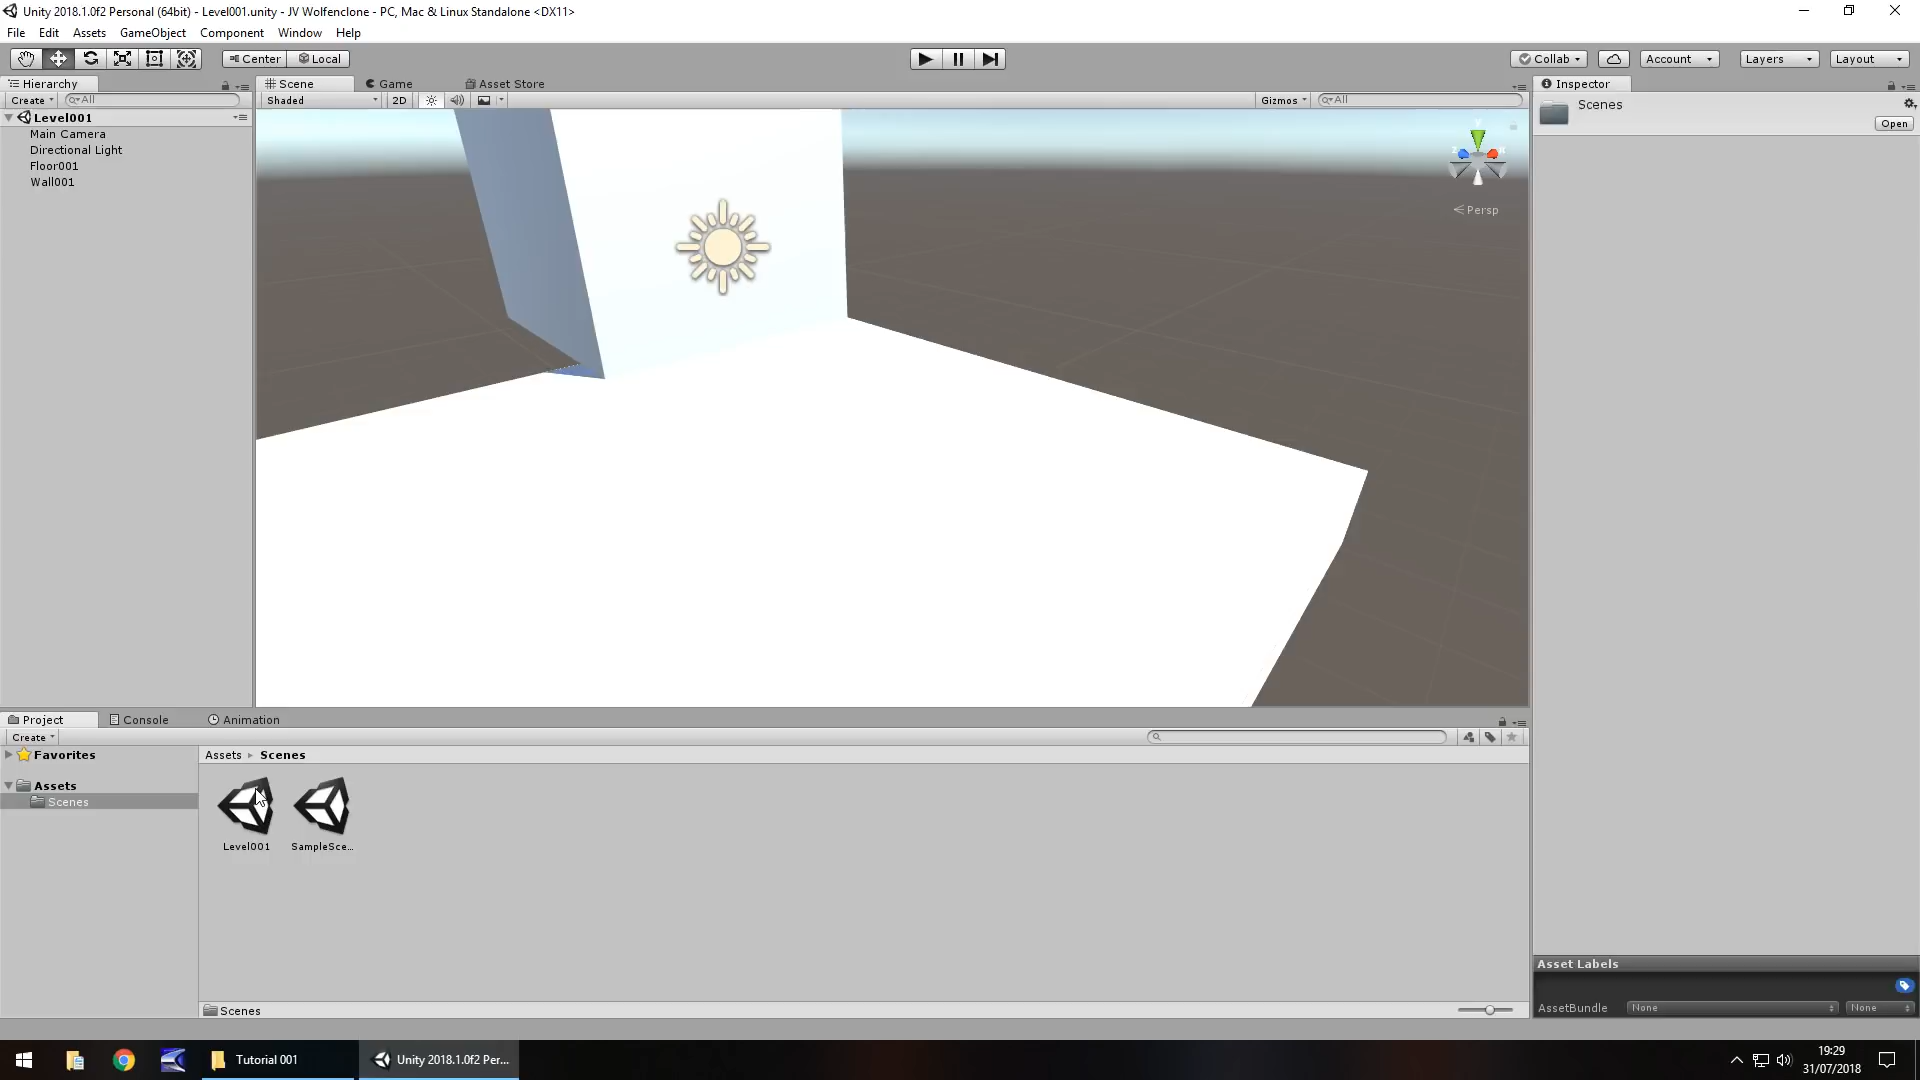 Unity 2018.1.0f2 Personal (64bit) - Level001.unity - JV Wolfenclone - PC, Mac & Linux Standalone <DX11>
File Edit Assets GameObject Component Window Help
Center Local Collab Account Layers Layout
Hierarchy Scene Game Asset Store Inspector
Create All Shaded 2D Gizmos All Scenes
Open
Level001
Main Camera
Directional Light
Floor001
Wall001
Persp
Project Console Animation
Create
Favorites Assets Scenes
Assets
Scenes
Level001 SampleSce...
Asset Labels
AssetBundle None None
Scenes
Tutorial 001 Unity 2018.1.0f2 Per...
19:29
31/07/2018